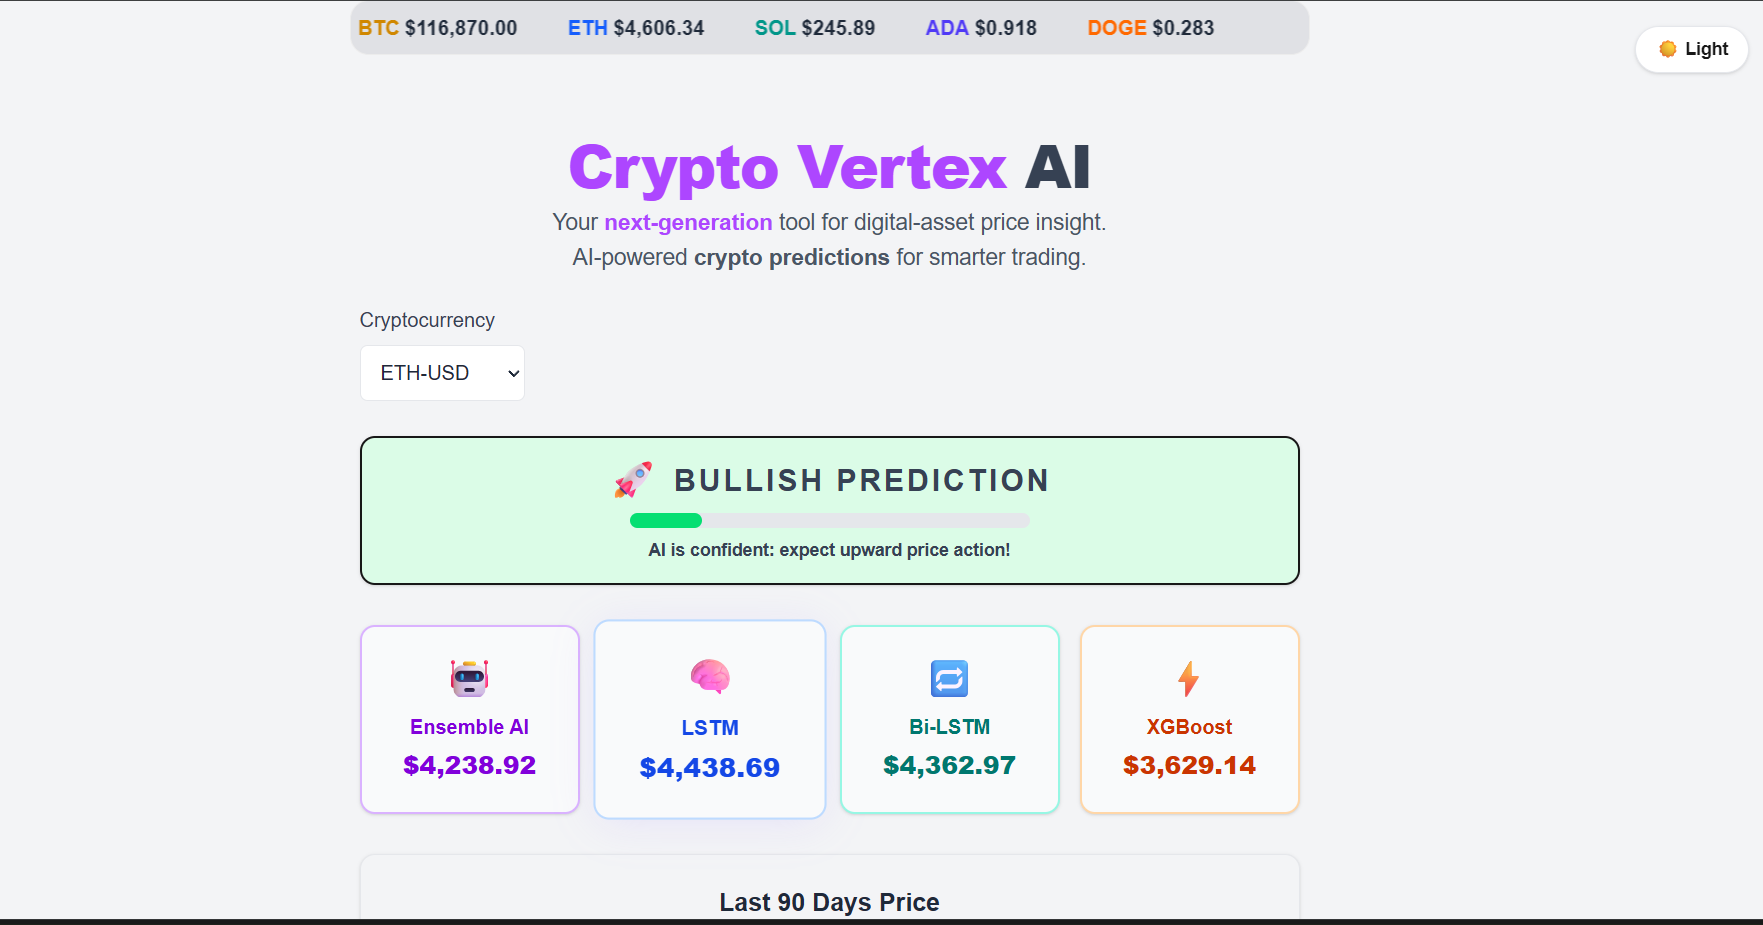 BTC $116,870.00 ETH $4,606.34 SOL $245.89 ADA $0.918 DOGE $0.283
Light
Crypto Vertex AI
Your next-generation tool for digital-asset price insight.
AI-powered crypto predictions for smarter trading.
Cryptocurrency
ETH-USD
BULLISH PREDICTION
AI is confident: expect upward price action!
Ensemble AI
$4,238.92
LSTM
$4,438.69
Bi-LSTM
$4,362.97
XGBoost
$3,629.14
Last 90 Days Price